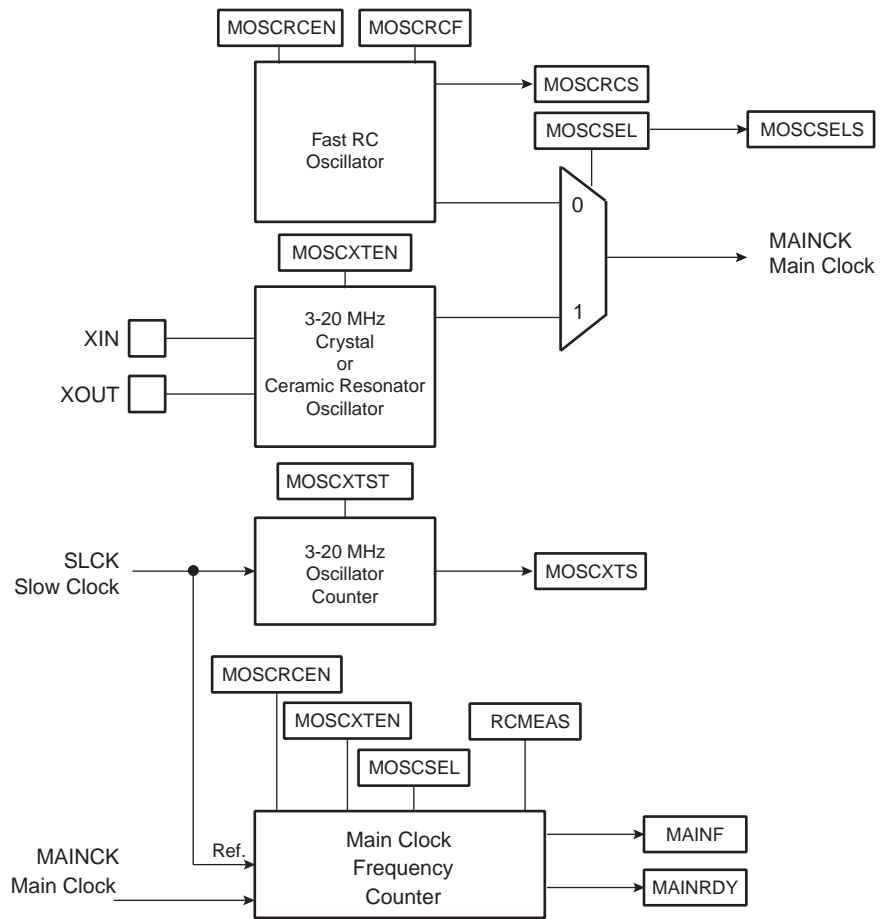 MOSCRCEN
MOSCRCF
Fast RC
Oscillator
MOSCRCS
MOSCSEL
MOSCSELS
0
1
MAINCK
Main Clock
MOSCXTEN
3-20 MHz
Crystal
or
Ceramic Resonator
Oscillator
XIN
XOUT
MOSCXTST
3-20 MHz
Oscillator
Counter
SLCK
Slow Clock
MOSCXTS
MOSCRCEN
MOSCXTEN
MOSCSEL
RCMEAS
Main Clock
Frequency
Counter
Ref.
MAINCK
Main Clock
MAINF
MAINRDY